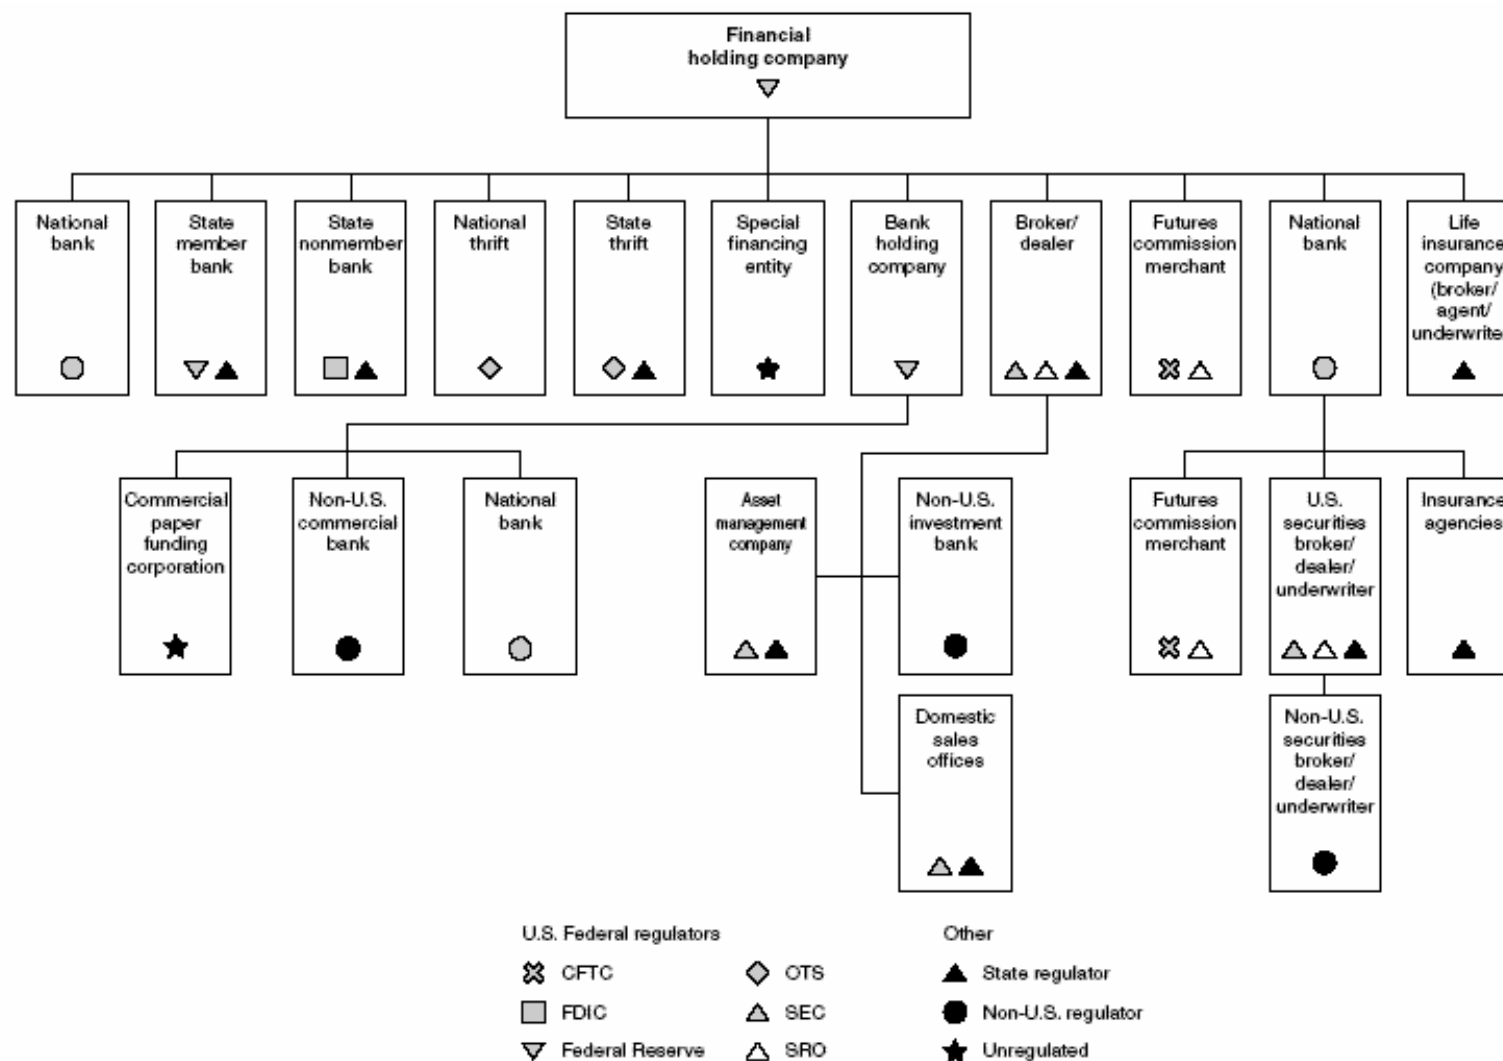 Financial
holding company
National
bank
State
member
bank
State
nonmember
bank
National
thrift
State
thrift
Special
financing
entity
Bank
holding
company
Broker/
dealer
Futures
commission
merchant
National
bank
Life
insurance
company
(broker/
agent/
underwriter
Commercial
paper
funding
corporation
Non-U.S.
commercial
bank
National
bank
Asset
management
company
Non-U.S.
investment
bank
Futures
commission
merchant
U.S.
securities
broker/
dealer/
underwriter
Insurance
agencies
Domestic
sales
offices
Non-U.S.
securities
broker/
dealer/
underwriter
U.S. Federal regulators
Other
CFTC
OTS
State regulator
FDIC
SEC
Non-U.S. regulator
Federal Reserve
SRO
Unregulated